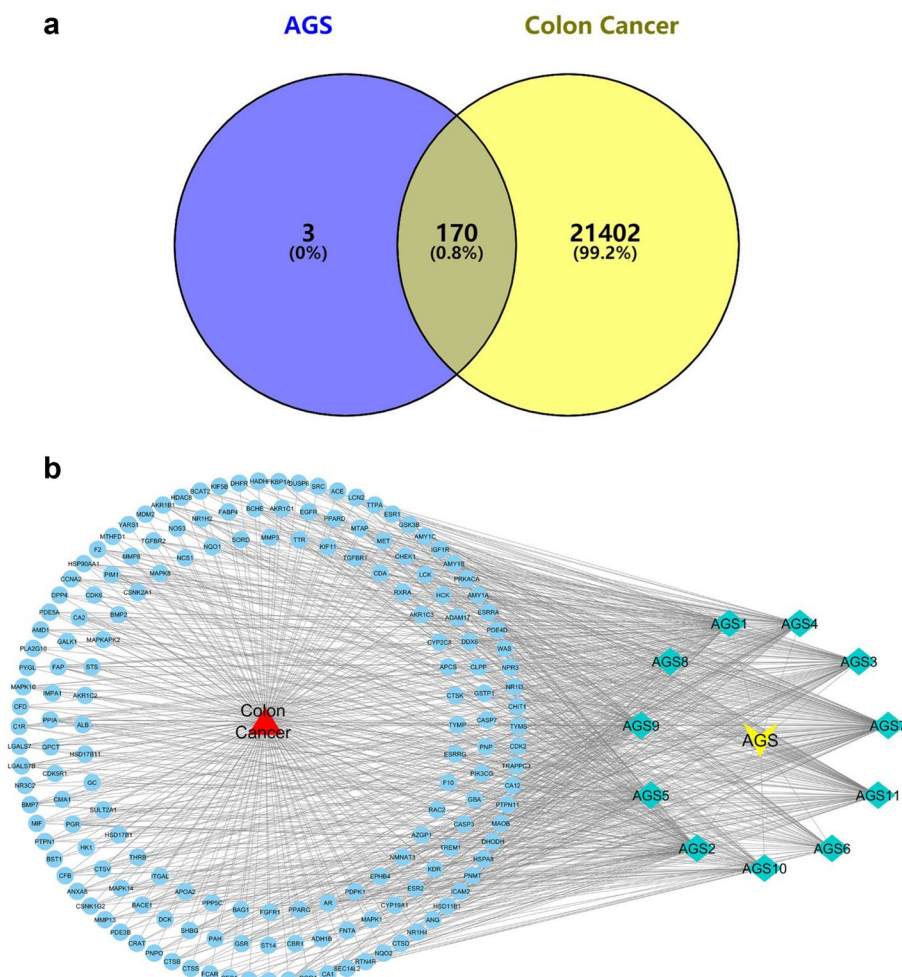 a
AGS
Colon Cancer
3
(0%)
170
(0.8%)
21402
(99.2%)
b
HADH
FKBP1A
DUSP6
SRC
ACE
LCN2
TTPA
ESR1
GSK3B
AMY1C
IGF1R
AMY1B
PRKACA
AMY1A
ESRRA
PDE4D
WAS
NPR3
NR1I3
CHIT1
TYMS
CDK2
TRAPPC3
CA12
PTPN11
MAOB
DHODH
HSPA8
PNMT
ICAM2
HSD11B1
ANG
NR1H4
CTSD
NQO2
RTN4R
SEC14L2
CA1
FCAR
CTSS
CTSB
PNPO
CRAT
PDE3B
MMP13
CSNK1G2
ANXA5
CFB
BST1
PTPN1
MIF
BMP7
NR3C2
LGALS7B
LGALS7
C1R
CFD
MAPK10
PYGL
PLA2G10
AMD1
PDE5A
DPP4
CCNA2
HSP90AA1
F2
MTHFD1
YARS1
MDM2
AKR1B1
HDAC8
BCAT2
KIF5B
DHFR
BCHE
AKR1C1
EGFR
PPARD
MTAP
MET
CHEK1
LCK
HCK
ADAM17
DDX6
CLPP
GSTP1
CASP7
PNP
PIK3CG
GBA
CASP3
TREM1
KDR
ESR2
CYP19A1
MAPK1
FNTA
ADH1B
CBR1
ST14
GSR
PAH
SHBG
DCK
BACE1
MAPK14
CTSV
HK1
PGR
CMA1
CDK5R1
QPCT
PPIA
IMPA1
FAP
GALK1
CA2
CDK6
PIM1
MMP8
TGFBR2
NOS3
NR1H2
FABP4
SORD
MMP3
TTR
KIF11
TGFBR1
CDA
RXRA
AKR1C3
CYP2C8
APCS
CTSK
TYMP
ESRRG
F10
RAC2
AZGP1
NMNAT3
EPHB4
PDPK1
AR
PPARG
FGFR1
BAG1
PPP5C
APOA2
ITGAL
THRB
HSD17B1
SULT2A1
GC
HSD17B11
ALB
AKR1C2
STS
MAPKAPK2
BMP2
CSNK2A1
MAPK8
NCS1
NQO1
Colon
Cancer
AGS1
AGS4
AGS8
AGS3
AGS9
AGS
AGS5
AGS11
AGS2
AGS6
AGS10